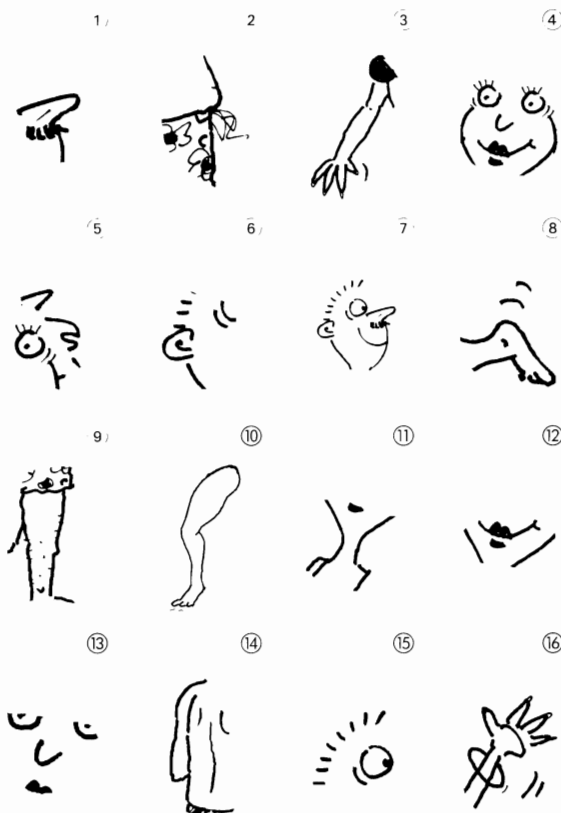 1) 2 3 ④
5) 6) 7) ⑧
9) ⑩ ⑪ ⑫
⑬ ⑭ ⑮ ⑯